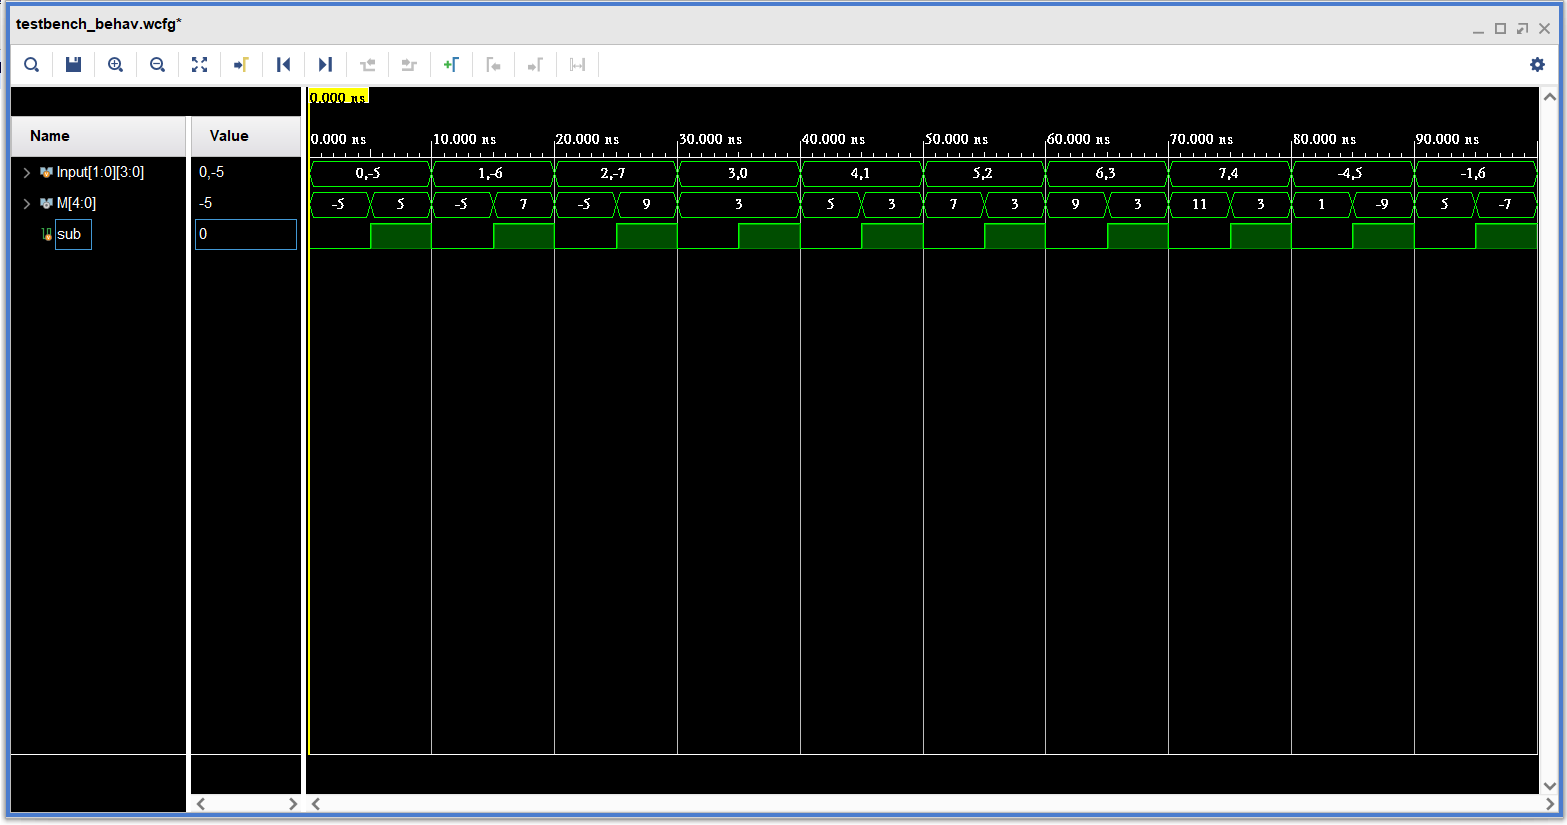 testbench_behav.wcfg*
0.000 ns
Name Value
0.000 ns 10.000 ns 20.000 ns 30.000 ns 40.000 ns 50.000 ns 60.000 ns 70.000 ns 80.000 ns 90.000 ns
Input[1:0][3:0] 0,-5 0,-5 1,-6 2,-7 3,0 4,1 5,2 6,3 7,4 -4,5 -1,6
M[4:0] -5 -5 5 -5 7 -5 9 3 5 3 7 3 9 3 11 3 1 -9 5 -7
sub 0